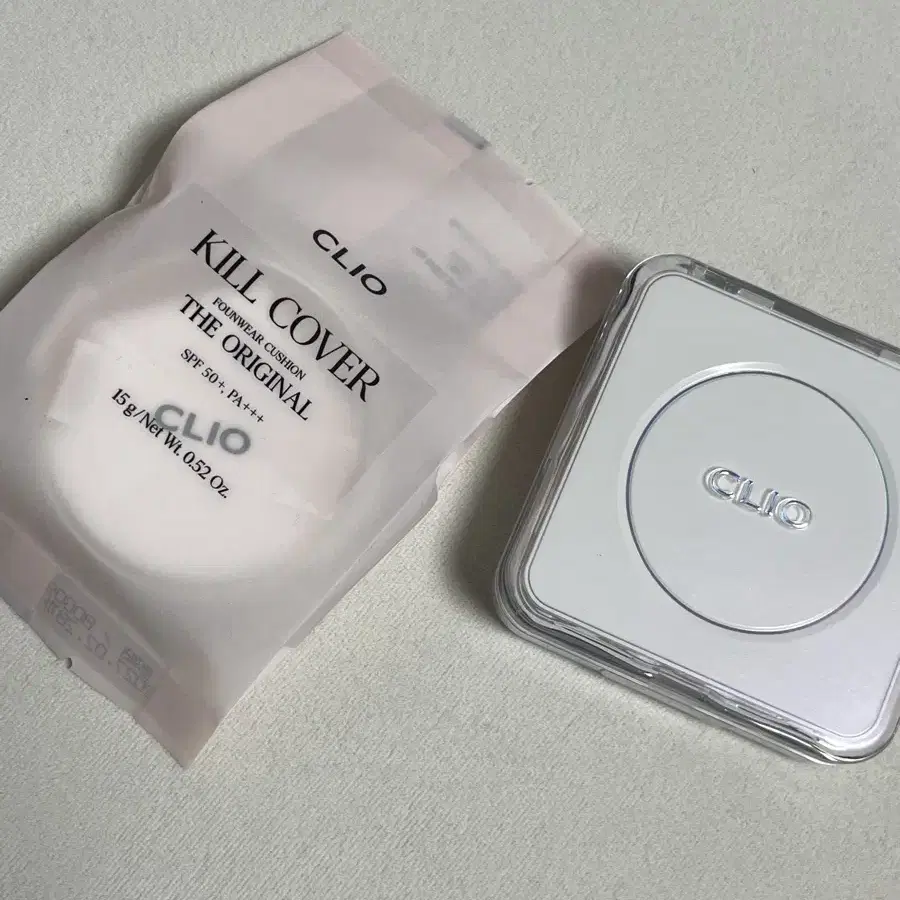 CLIO
KILL COVER
FOUNWEAR CUSHION
THE ORIGINAL
SPF 50+, PA+++
15 g/Net Wt. 0.52 Oz.
CLIO
CLIO